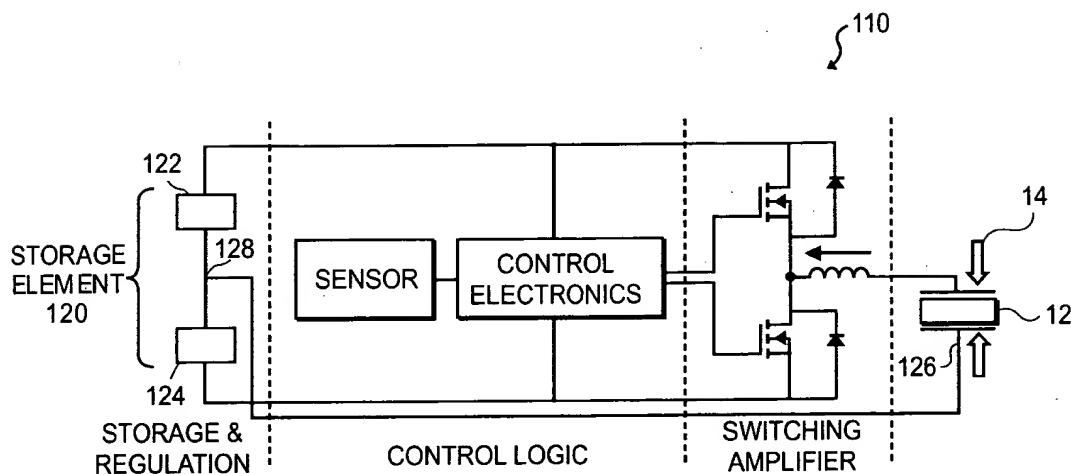 110
122
14
128
STORAGE
ELEMENT
120
SENSOR
CONTROL
ELECTRONICS
12
124
126
STORAGE &
REGULATION
CONTROL LOGIC
SWITCHING
AMPLIFIER